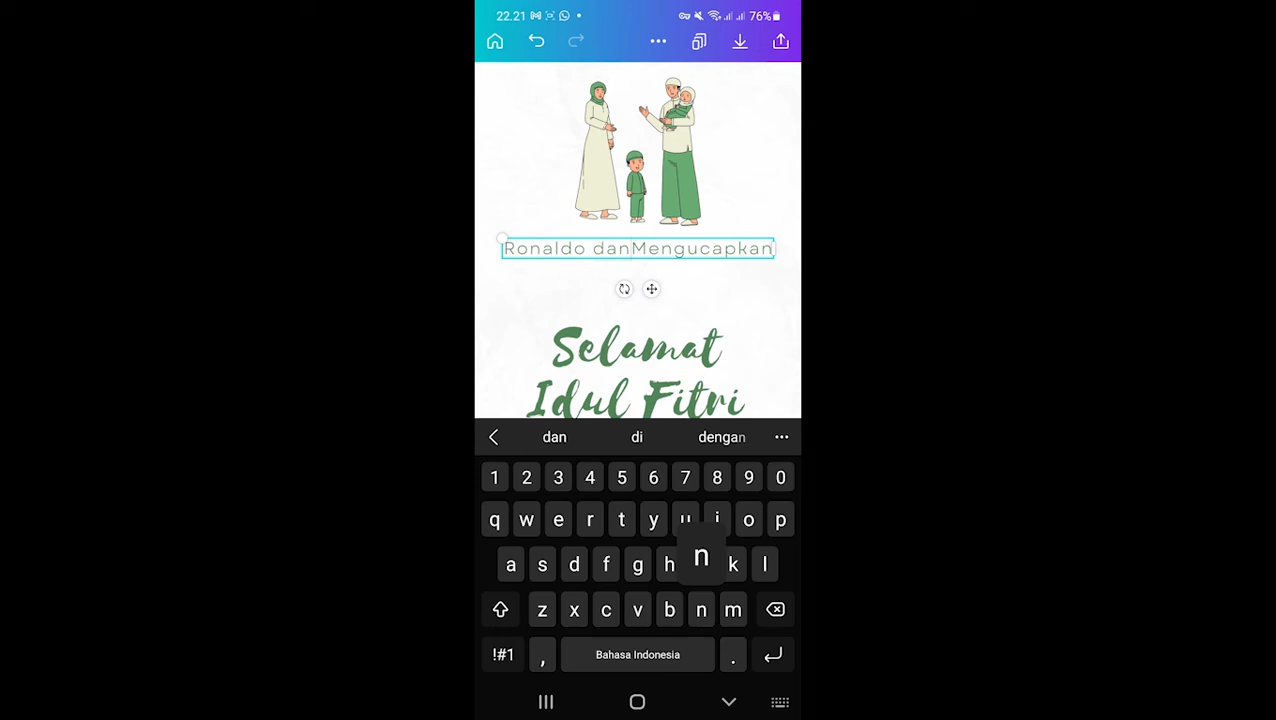 22.21
76%
Ronaldo danMengucapkan
Selamat
Idul Fitri
dan di dengan
1 2 3 4 5 6 7 8 9 0
q w e r t y u i o p
a s d f g h n k l
z x c v b n m
!#1 , Bahasa Indonesia .